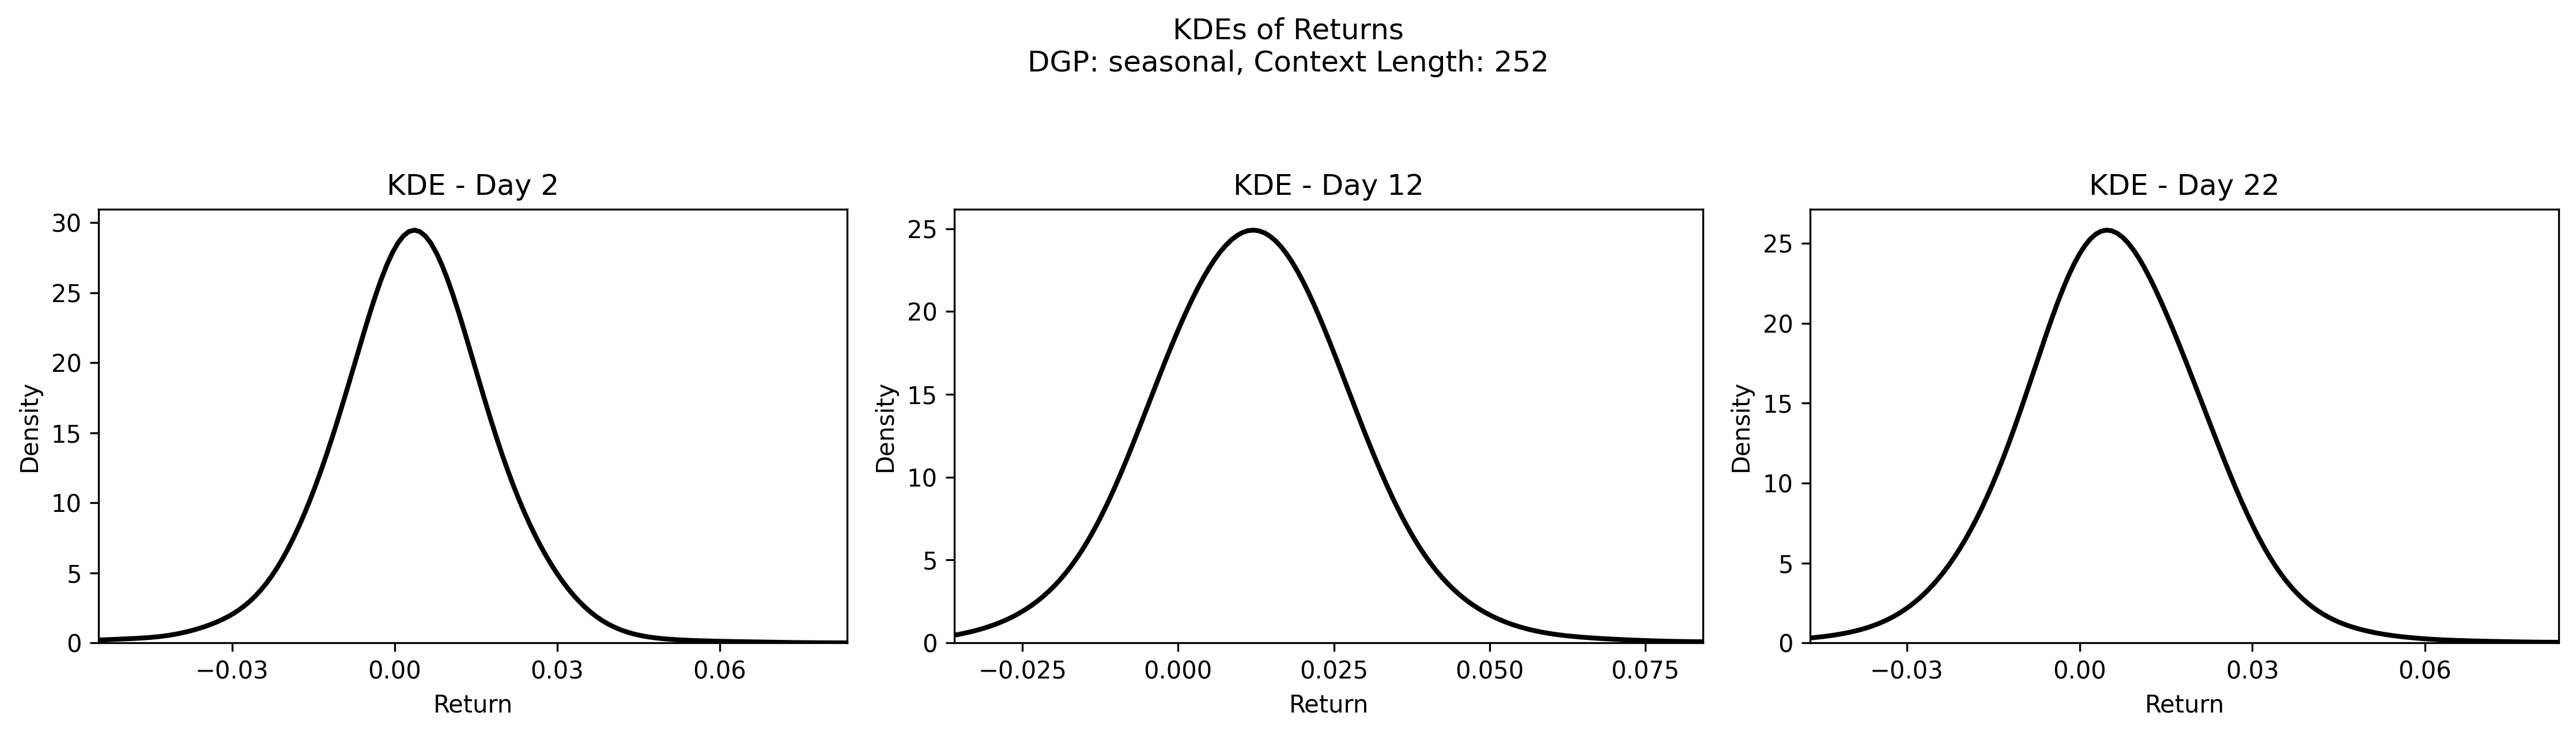 KDEs of Returns
DGP: seasonal, Context Length: 252
KDE - Day 2
30
25
20
15
10
5
0
Density
−0.03 0.00 0.03 0.06
Return
KDE - Day 12
25
20
15
10
5
0
Density
−0.025 0.000 0.025 0.050 0.075
Return
KDE - Day 22
25
20
15
10
5
0
Density
−0.03 0.00 0.03 0.06
Return